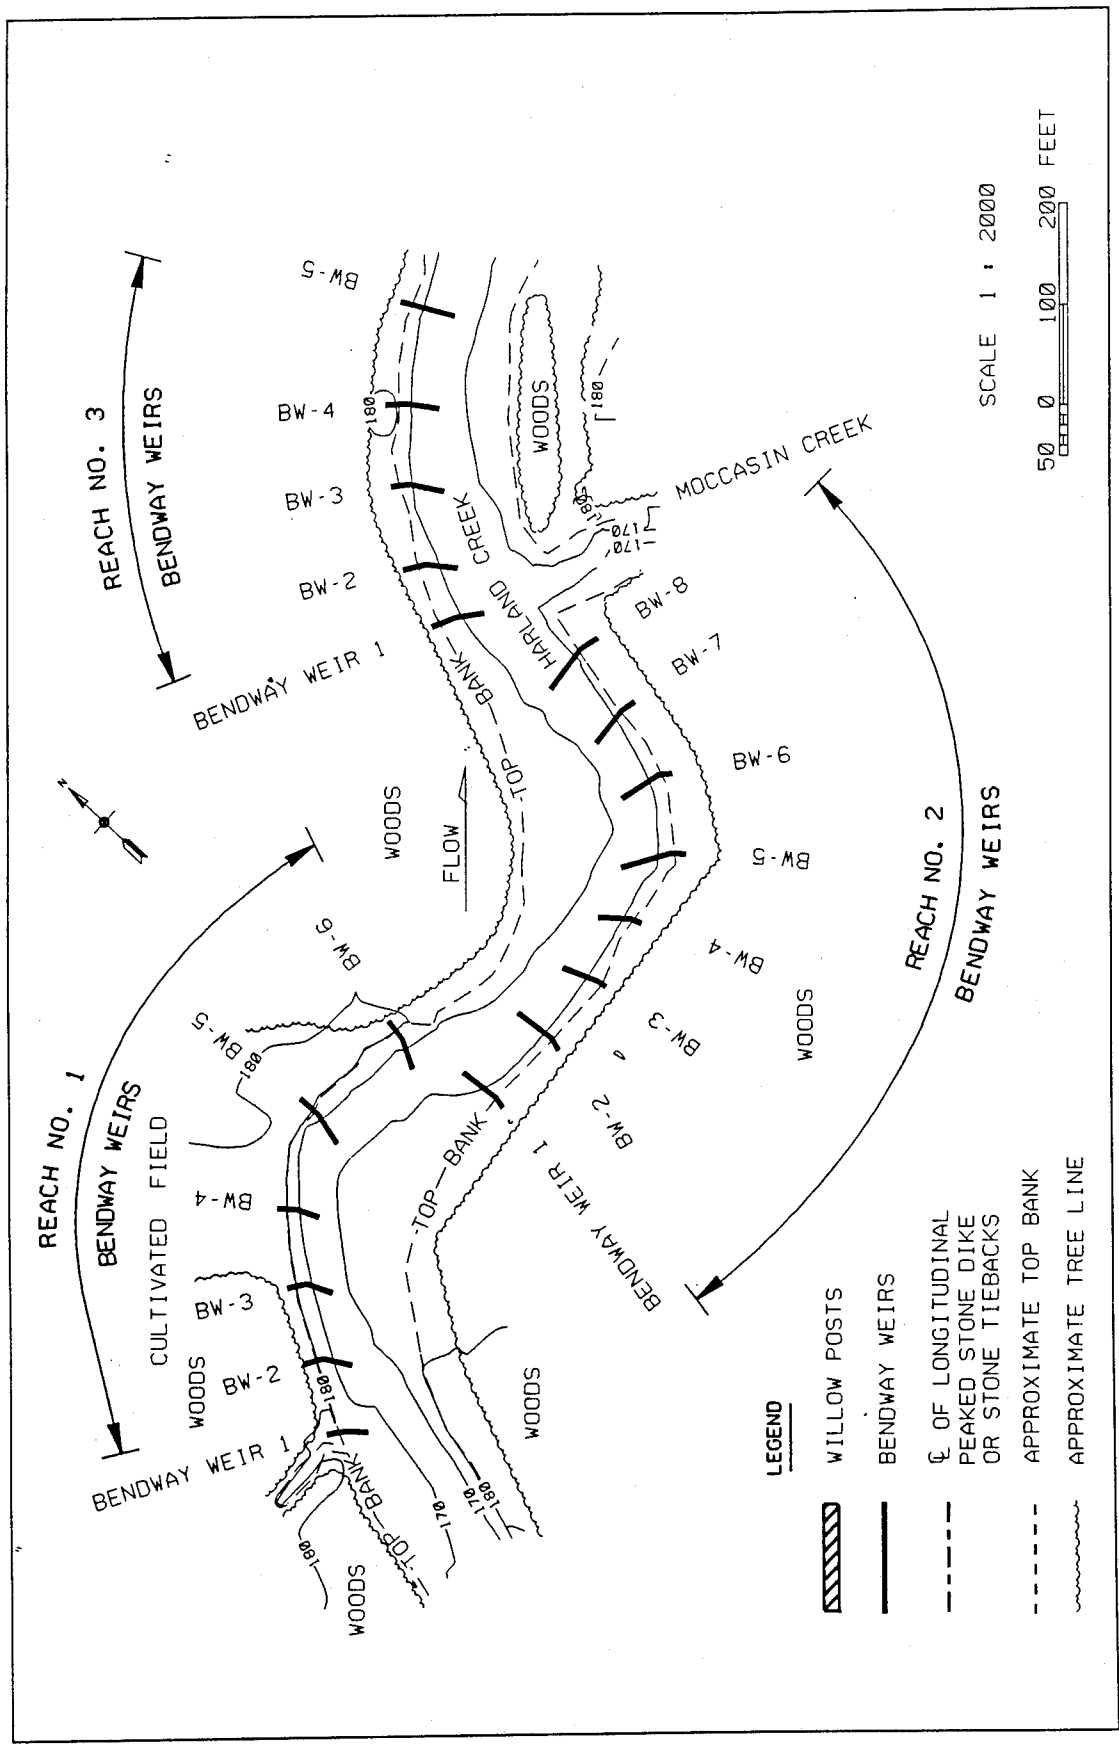 REACH NO. 1
BENDWAY WEIRS
CULTIVATED FIELD
WOODS
BENDWAY WEIR 1
BW-2
BW-3
BW-4
BW-5
BW-6
180
180
180
WOODS
TOP BANK
170
170
180
WOODS
WOODS
FLOW
TOP BANK
TOP BANK
REACH NO. 3
BENDWAY WEIRS
BENDWAY WEIR 1
BW-2
BW-3
BW-4
BW-5
180
HARLAND CREEK
WOODS
180
180
170
170
MOCCASIN CREEK
REACH NO. 2
BENDWAY WEIRS
BENDWAY WEIR 1
BW-2
BW-3
BW-4
BW-5
BW-6
BW-7
BW-8
WOODS
N
LEGEND
WILLOW POSTS
BENDWAY WEIRS
℄ OF LONGITUDINAL
PEAKED STONE DIKE
OR STONE TIEBACKS
APPROXIMATE TOP BANK
APPROXIMATE TREE LINE
SCALE 1 : 2000
50 0 100 200 FEET